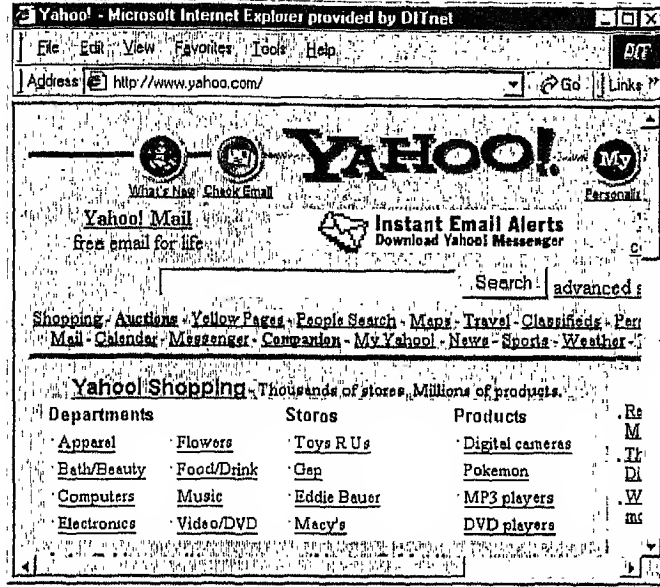 Yahoo! - Microsoft Internet Explorer provided by DITnet
File Edit View Favorites Tools Help
DIT
Address http://www.yahoo.com/ Go Links »
YAHOO!
My
What's New Check Email
Yahoo! Mail
free email for life
Instant Email Alerts
Download Yahoo! Messenger
Search advanced s
Shopping - Auctions - Yellow Pages - People Search - Maps - Travel - Classifieds - Per
Mail - Calendar - Messenger - Companion - My Yahoo! - News - Sports - Weather -
Yahoo! Shopping - Thousands of stores. Millions of products.
Departments Stores Products
· Apparel · Flowers · Toys R Us · Digital cameras
· Bath/Beauty · Food/Drink · Gap Pokemon
· Computers Music · Eddie Bauer · MP3 players
· Electronics · Video/DVD · Macy's DVD players